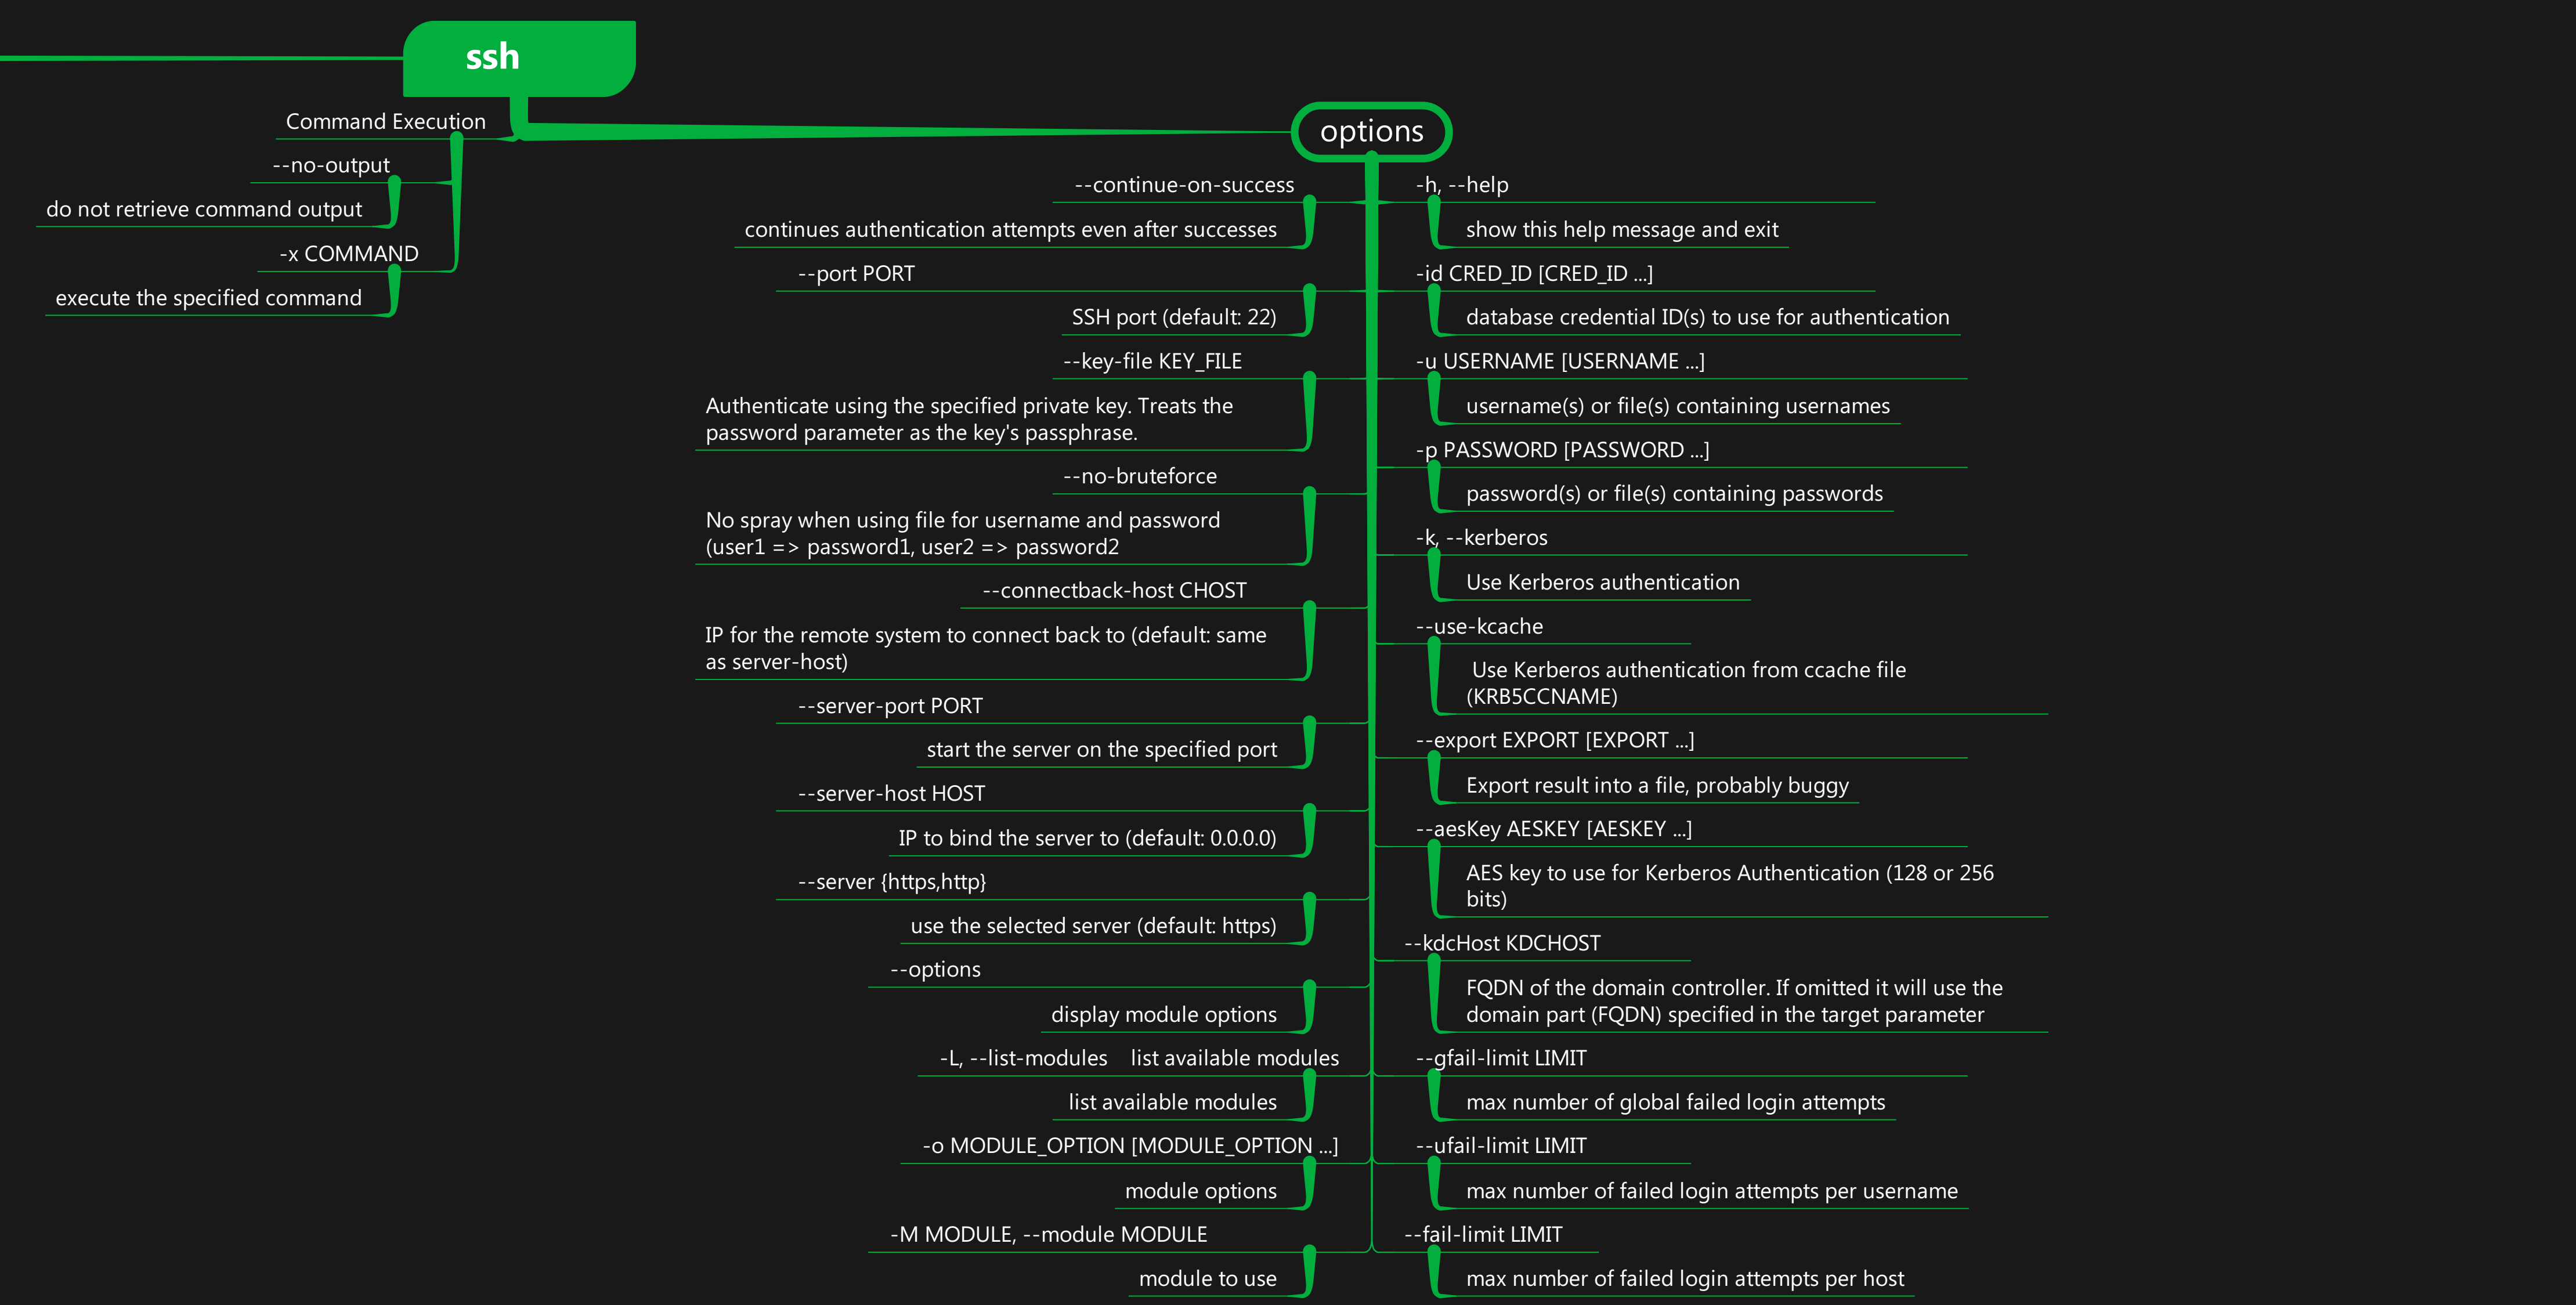 ssh
Command Execution
--no-output
do not retrieve command output
-x COMMAND
execute the specified command
options
--continue-on-success
continues authentication attempts even after successes
--port PORT
SSH port (default: 22)
--key-file KEY_FILE
Authenticate using the specified private key. Treats the
password parameter as the key's passphrase.
--no-bruteforce
No spray when using file for username and password
(user1 => password1, user2 => password2
--connectback-host CHOST
IP for the remote system to connect back to (default: same
as server-host)
--server-port PORT
start the server on the specified port
--server-host HOST
IP to bind the server to (default: 0.0.0.0)
--server {https,http}
use the selected server (default: https)
--options
display module options
-L, --list-modules    list available modules
list available modules
-o MODULE_OPTION [MODULE_OPTION ...]
module options
-M MODULE, --module MODULE
module to use
-h, --help
show this help message and exit
-id CRED_ID [CRED_ID ...]
database credential ID(s) to use for authentication
-u USERNAME [USERNAME ...]
username(s) or file(s) containing usernames
-p PASSWORD [PASSWORD ...]
password(s) or file(s) containing passwords
-k, --kerberos
Use Kerberos authentication
--use-kcache
Use Kerberos authentication from ccache file
(KRB5CCNAME)
--export EXPORT [EXPORT ...]
Export result into a file, probably buggy
--aesKey AESKEY [AESKEY ...]
AES key to use for Kerberos Authentication (128 or 256
bits)
--kdcHost KDCHOST
FQDN of the domain controller. If omitted it will use the
domain part (FQDN) specified in the target parameter
--gfail-limit LIMIT
max number of global failed login attempts
--ufail-limit LIMIT
max number of failed login attempts per username
--fail-limit LIMIT
max number of failed login attempts per host